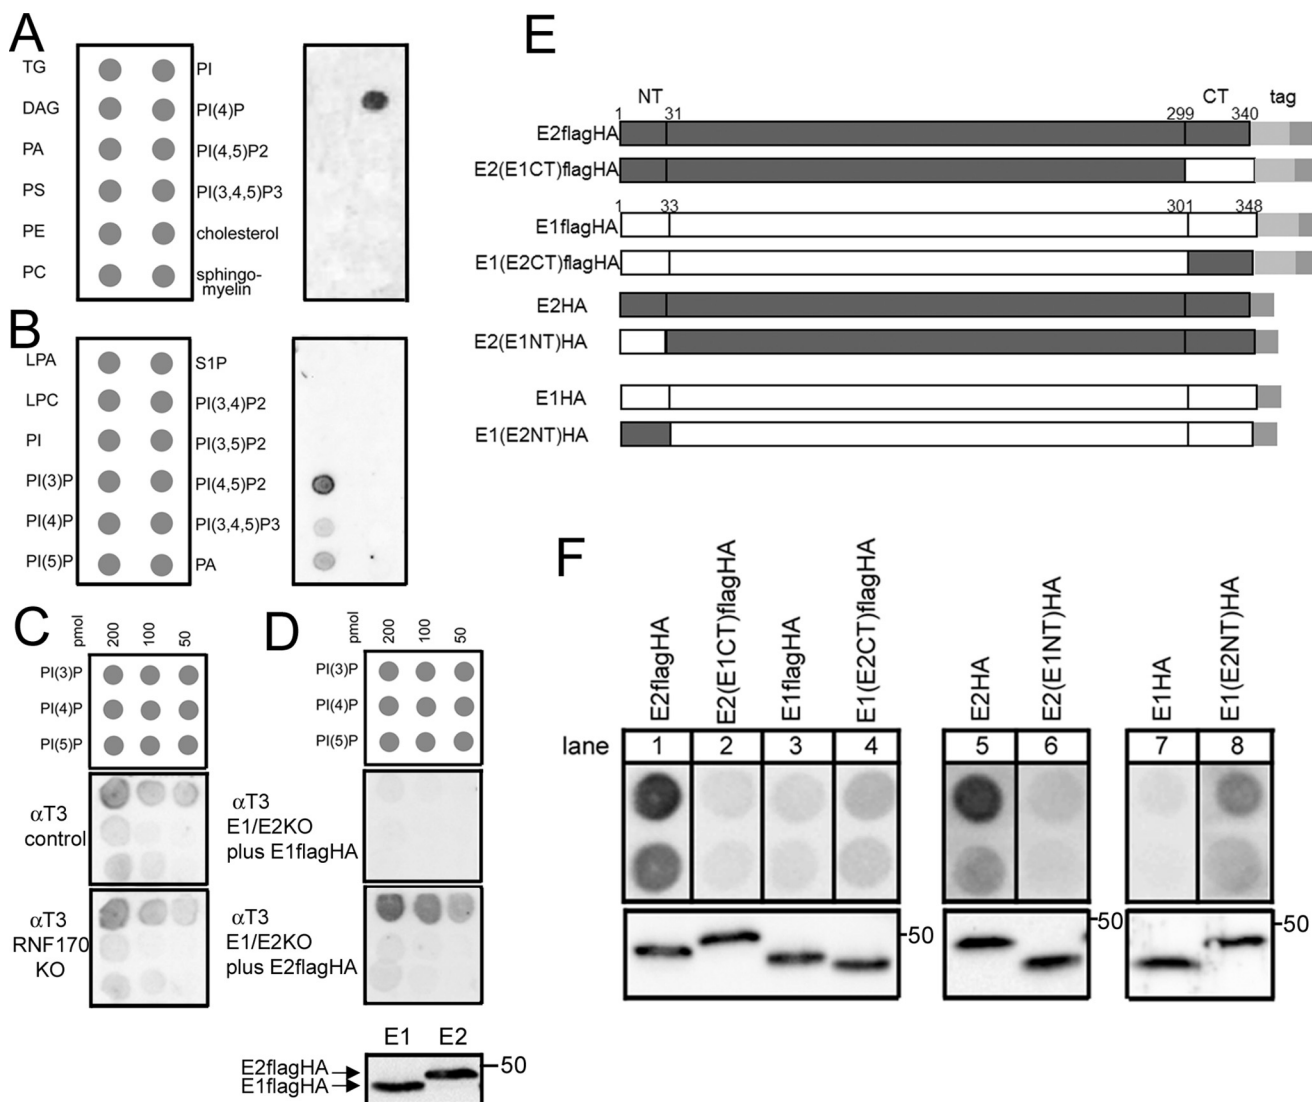 A
TG PI
DAG PI(4)P
PA PI(4,5)P2
PS PI(3,4,5)P3
PE cholesterol
PC sphingo-
myelin
B
LPA S1P
LPC PI(3,4)P2
PI PI(3,5)P2
PI(3)P PI(4,5)P2
PI(4)P PI(3,4,5)P3
PI(5)P PA
C
pmol 200 100 50
PI(3)P
PI(4)P
PI(5)P
αT3
control
αT3
RNF170
KO
D
pmol 200 100 50
PI(3)P
PI(4)P
PI(5)P
αT3
E1/E2KO
plus E1flagHA
αT3
E1/E2KO
plus E2flagHA
E1 E2
E2flagHA
E1flagHA
50
E
NT CT tag
1 31 299 340
E2flagHA
E2(E1CT)flagHA
1 33 301 348
E1flagHA
E1(E2CT)flagHA
E2HA
E2(E1NT)HA
E1HA
E1(E2NT)HA
F
E2flagHA
E2(E1CT)flagHA
E1flagHA
E1(E2CT)flagHA
E2HA
E2(E1NT)HA
E1HA
E1(E2NT)HA
lane 1 2 3 4 5 6 7 8
50 50 50